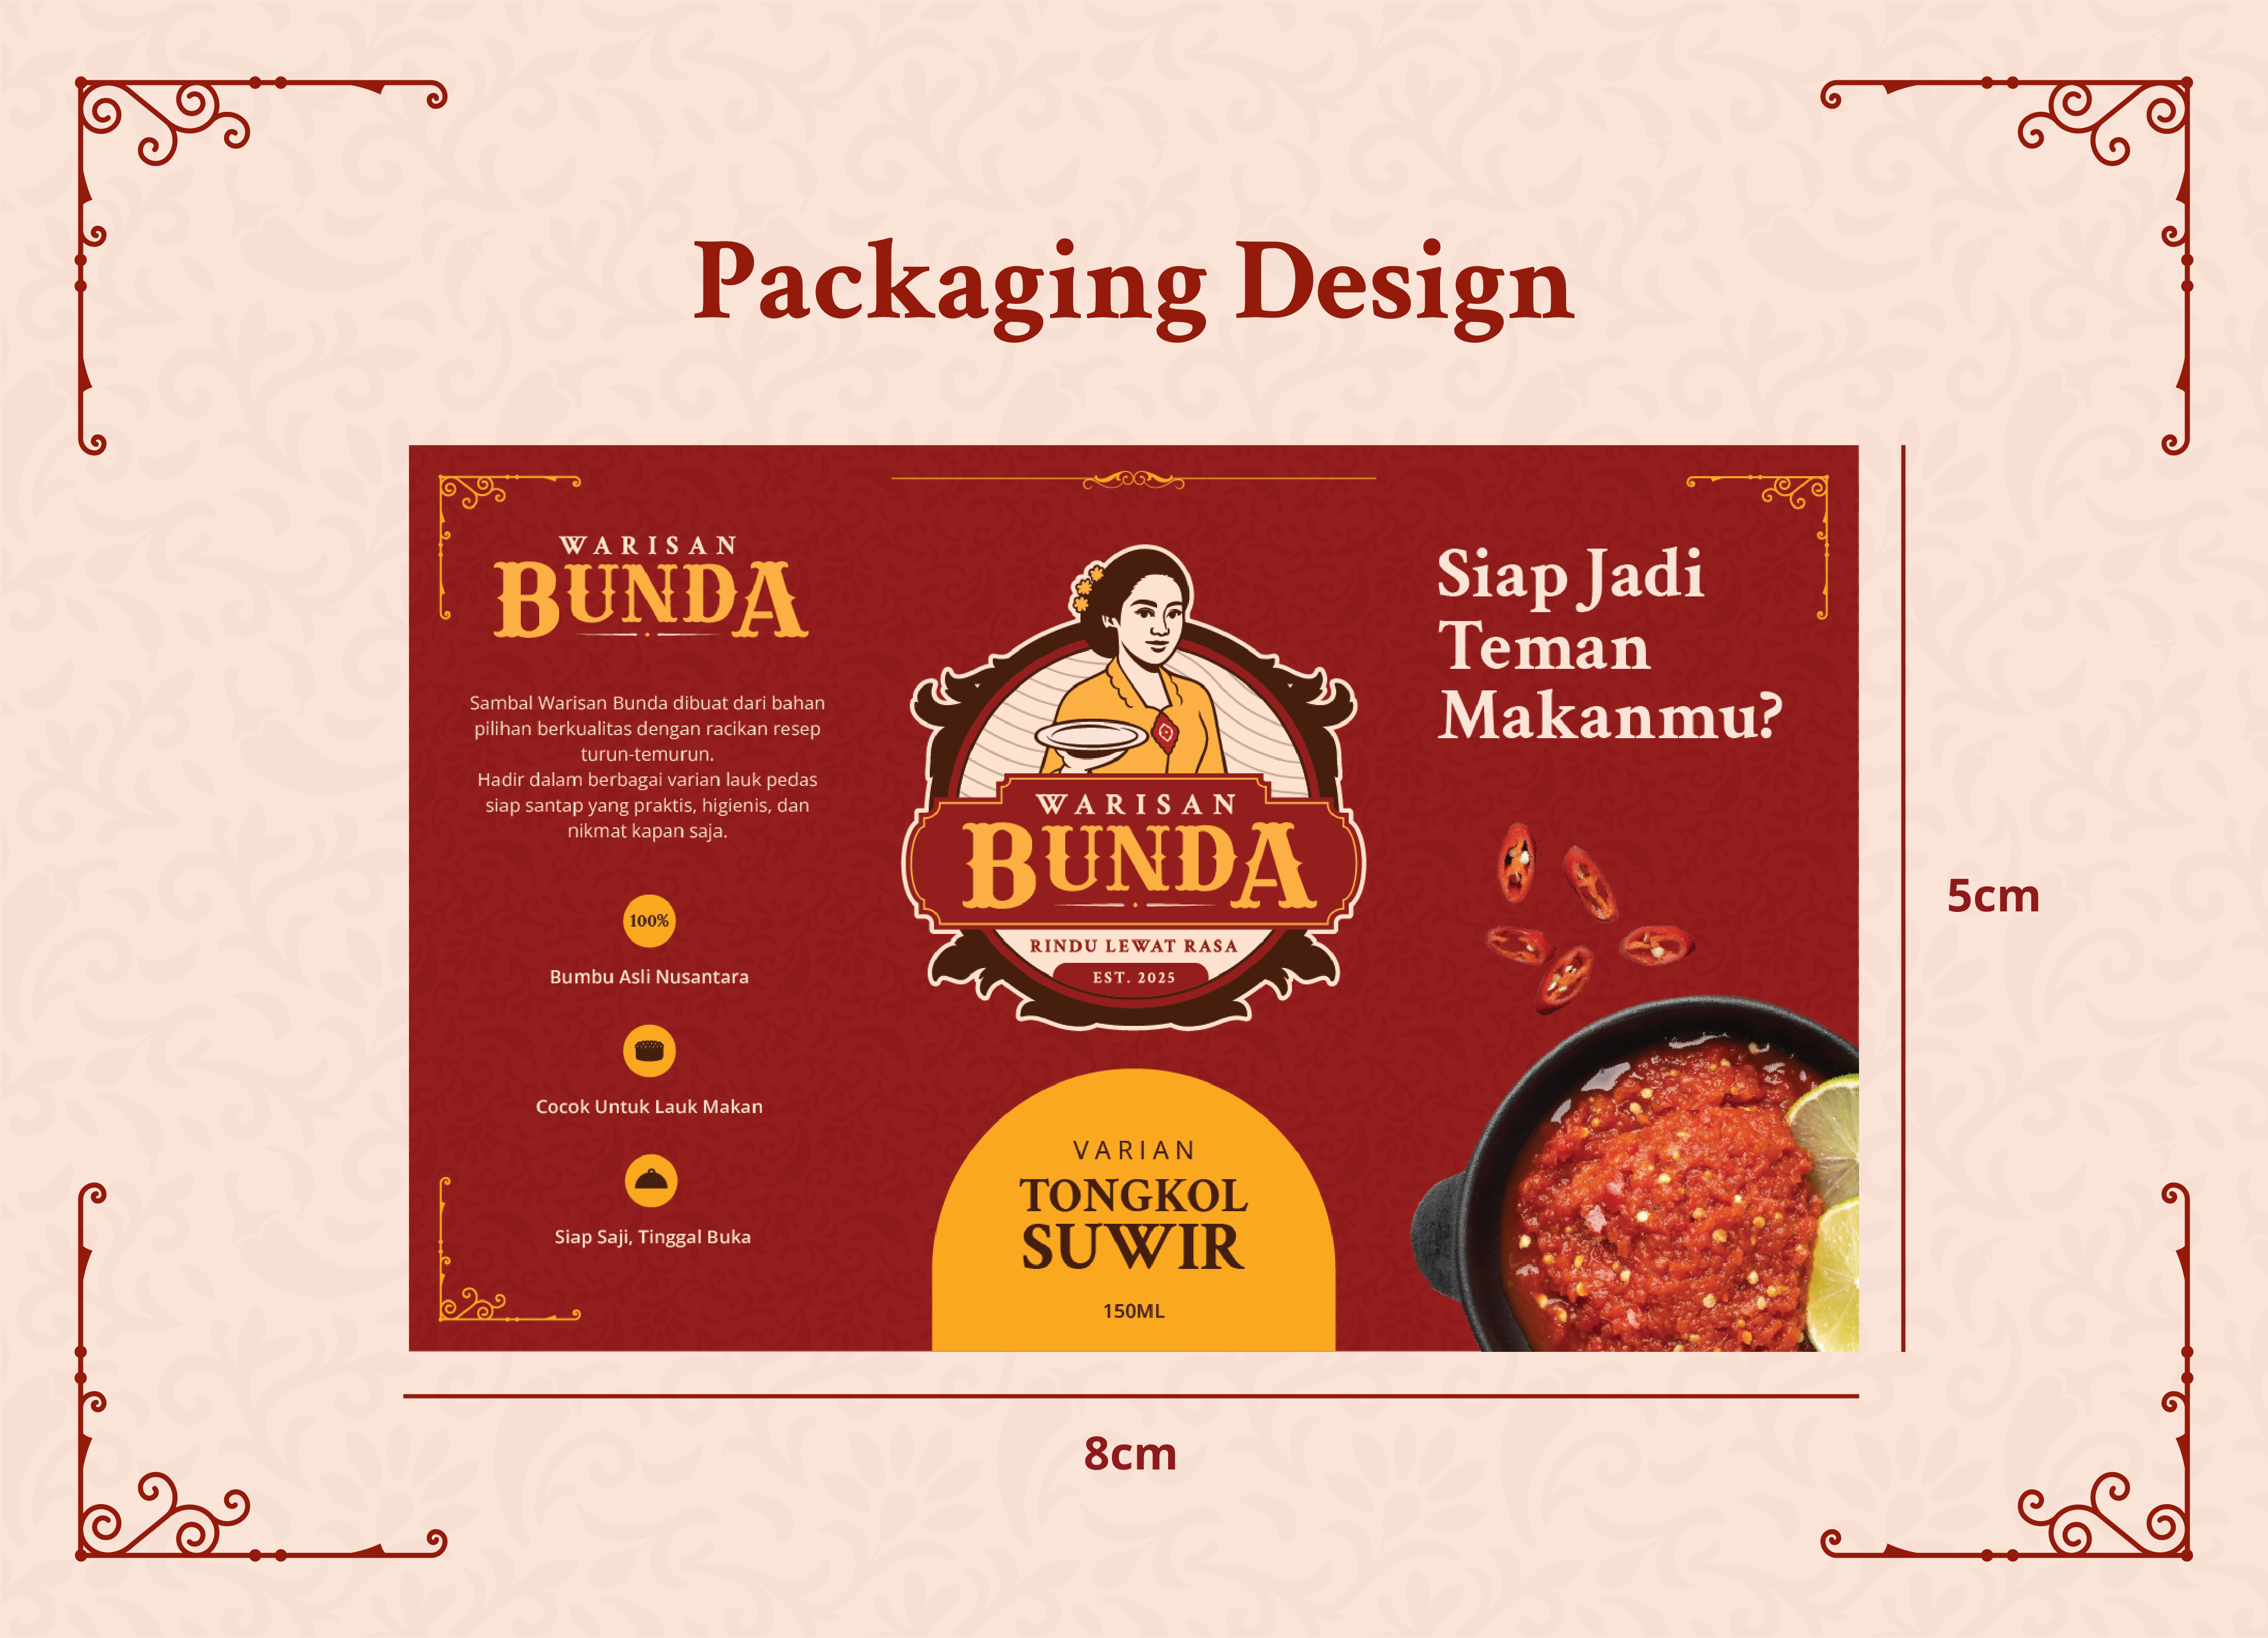 Packaging Design
WARISAN
BUNDA
Sambal Warisan Bunda dibuat dari bahan
pilihan berkualitas dengan racikan resep
turun-temurun.
Hadir dalam berbagai varian lauk pedas
siap santap yang praktis, higienis, dan
nikmat kapan saja.
100%
Bumbu Asli Nusantara
Cocok Untuk Lauk Makan
Siap Saji, Tinggal Buka
WARISAN
BUNDA
RINDU LEWAT RASA
EST. 2025
VARIAN
TONGKOL
SUWIR
150ML
Siap Jadi
Teman
Makanmu?
5cm
8cm